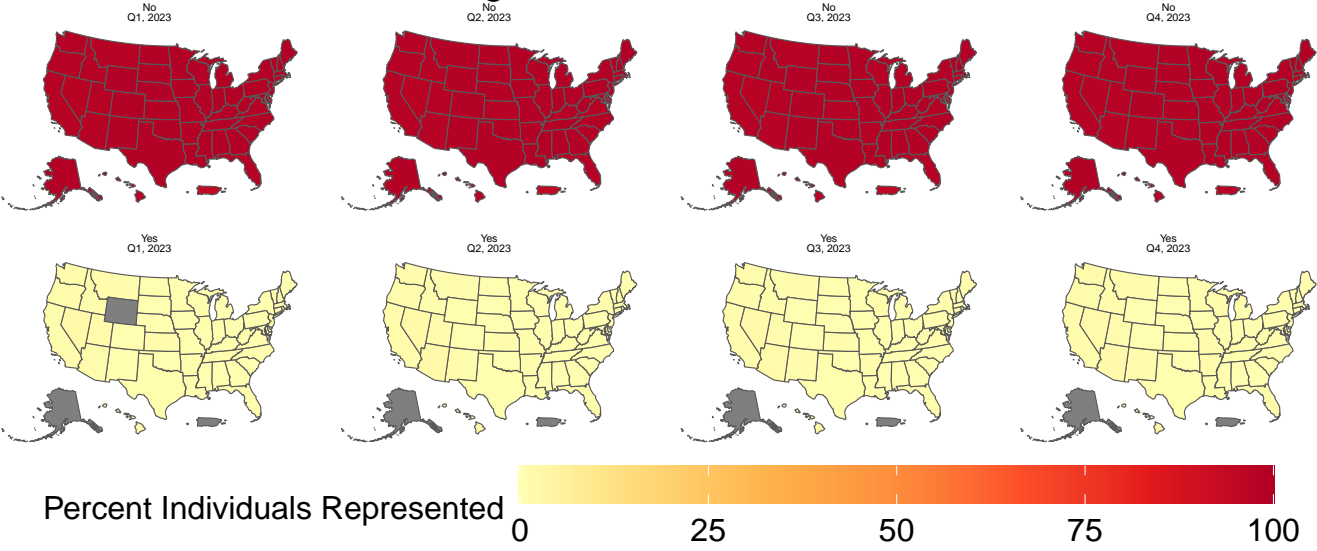 No
Q1, 2023
No
Q2, 2023
No
Q3, 2023
No
Q4, 2023
Yes
Q1, 2023
Yes
Q2, 2023
Yes
Q3, 2023
Yes
Q4, 2023
Percent Individuals Represented
0 25 50 75 100